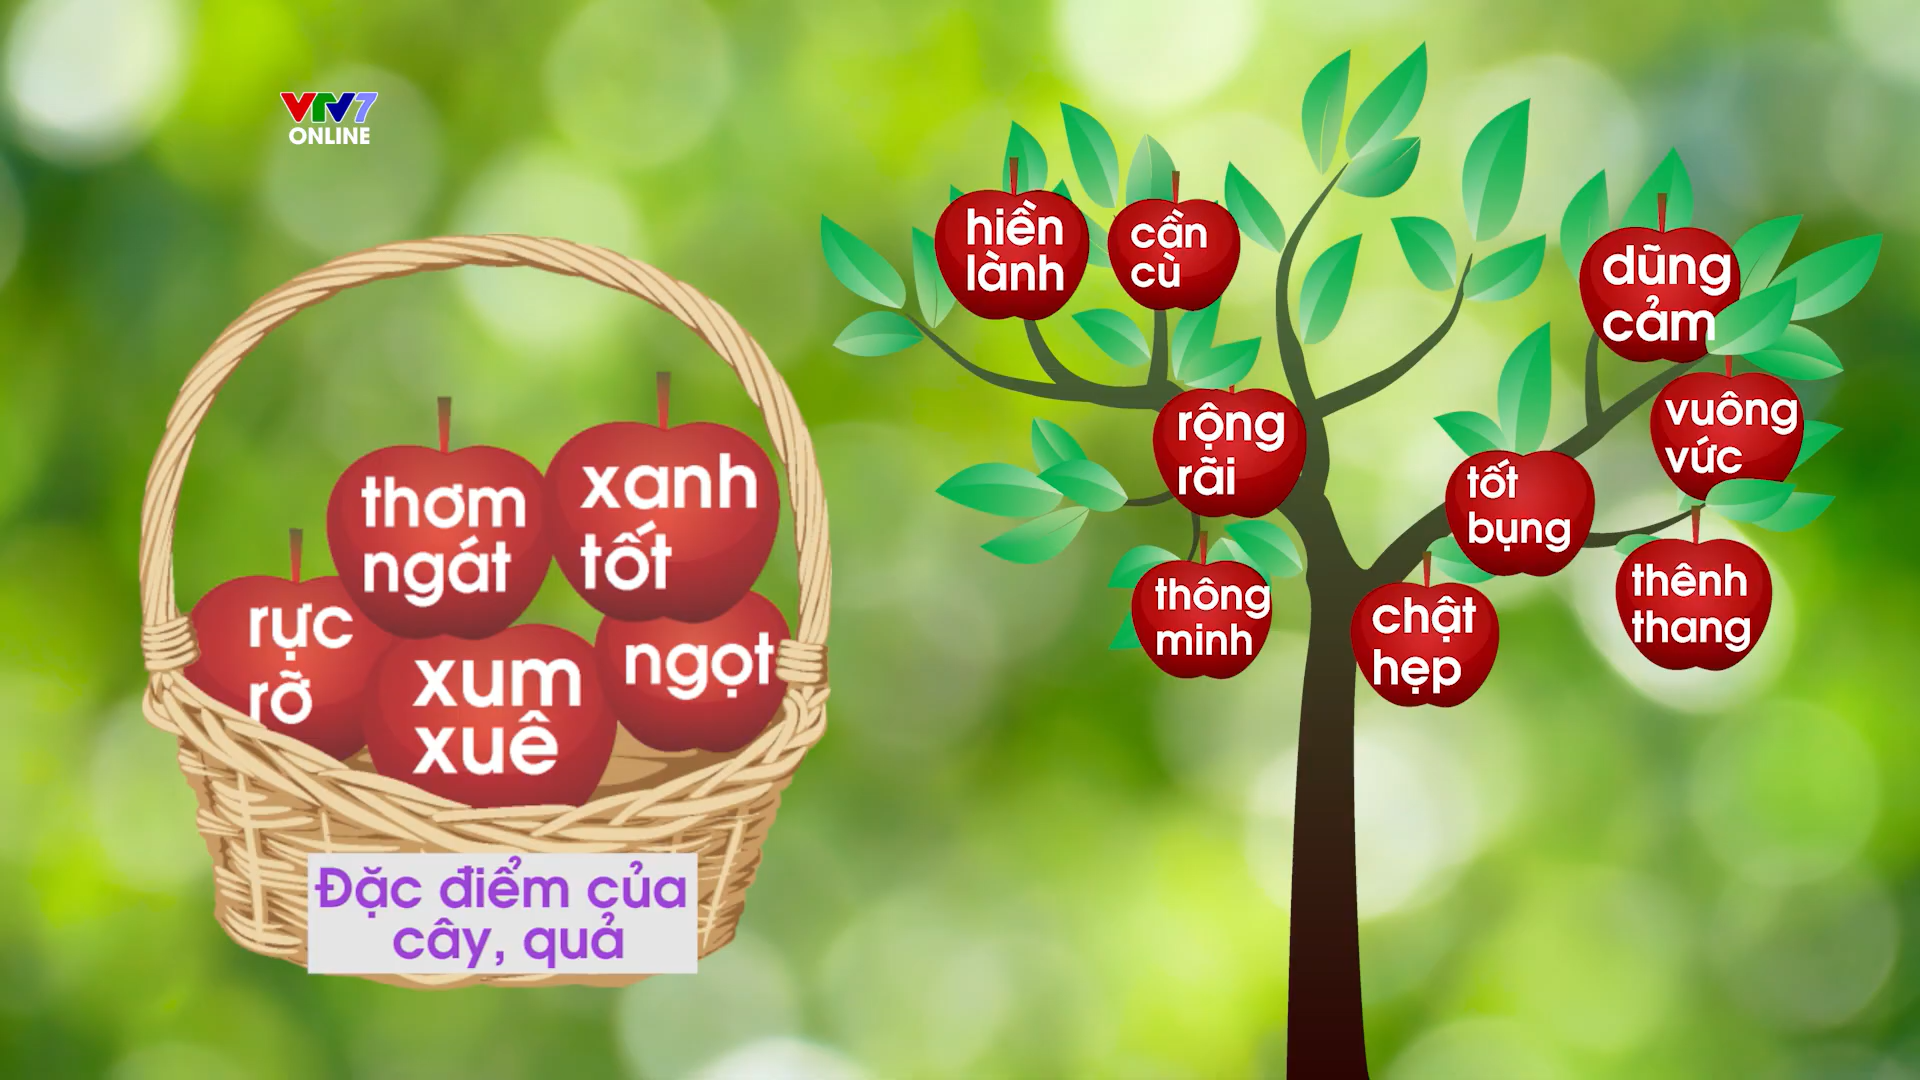 VTV7
ONLINE
thơm
ngát
xanh
tốt
rực
rỡ
xum
xuê
ngọt
Đặc điểm của
cây, quả
hiền
lành
cần
cù
dũng
cảm
rộng
rãi
vuông
vức
tốt
bụng
thông
minh
chật
hẹp
thênh
thang